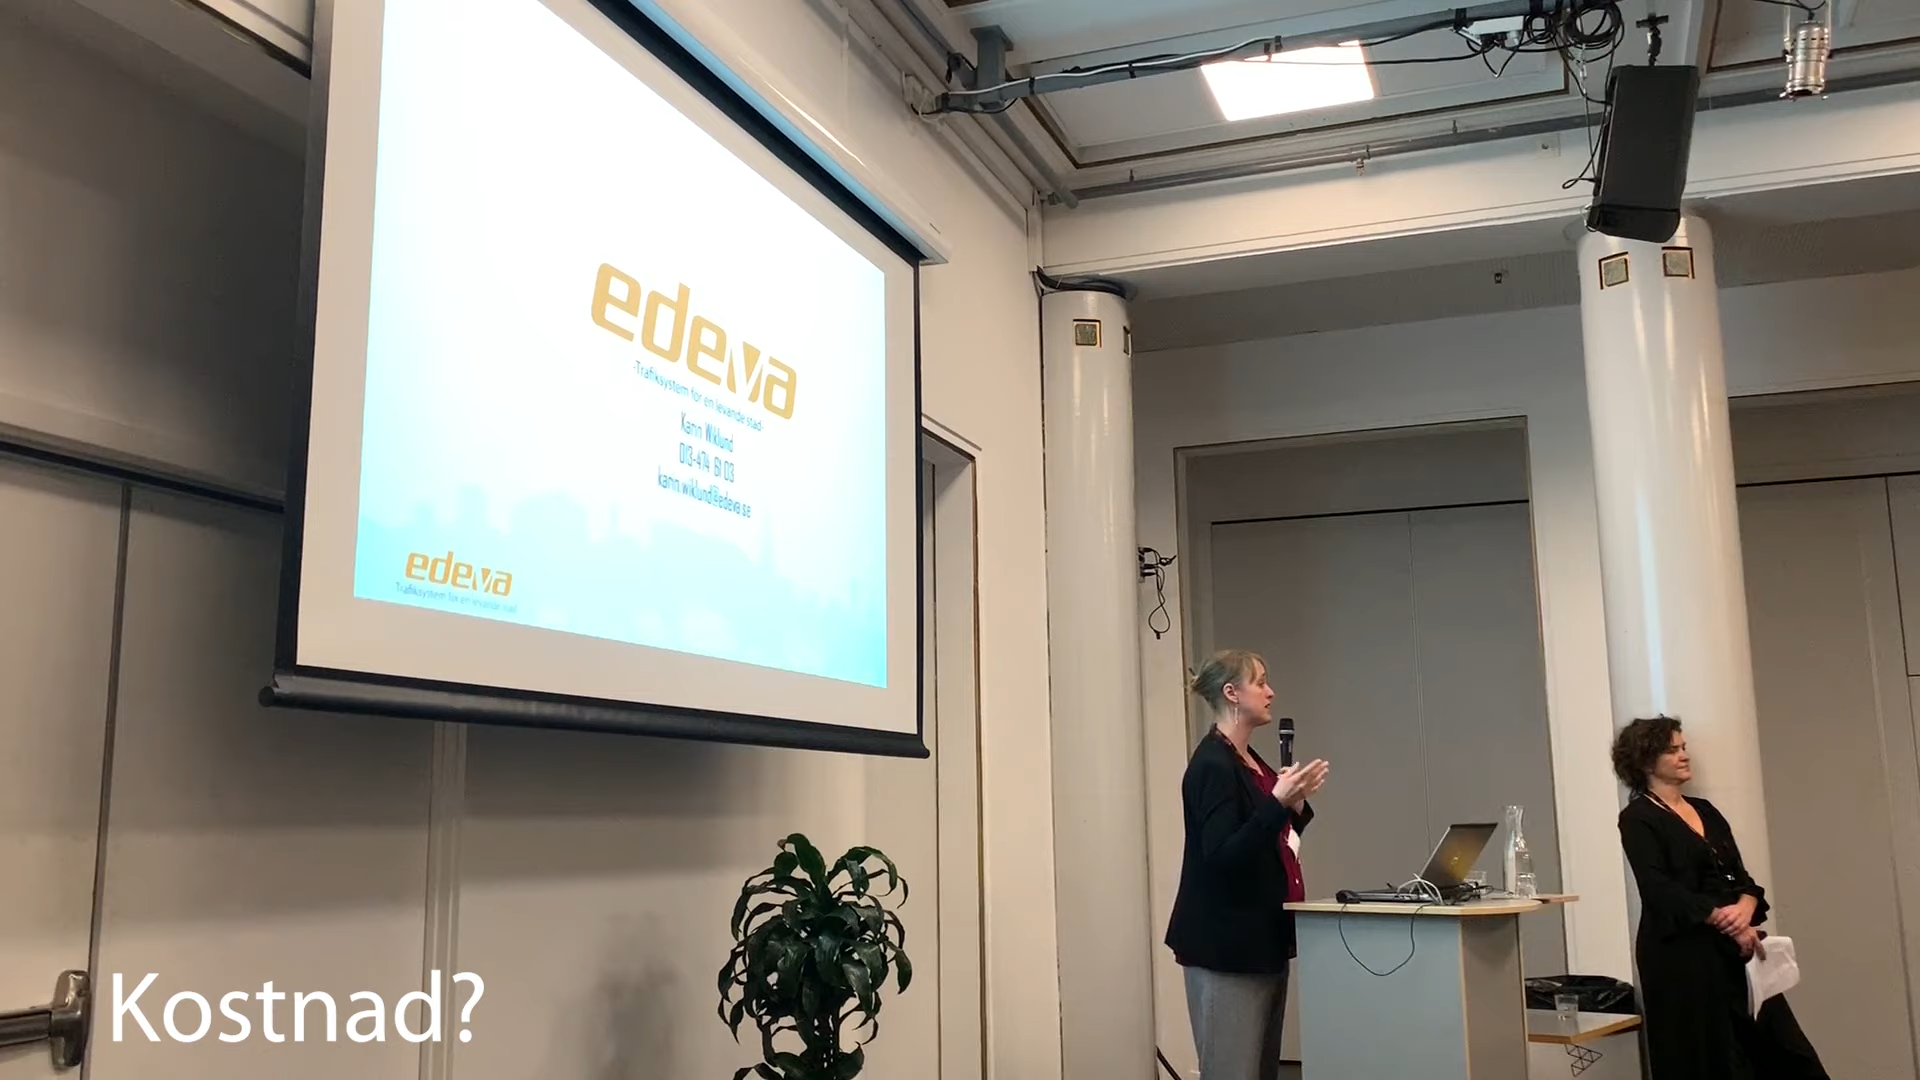 edeva
-Trafiksystem för en levande stad-
Karin Wiklund
013-474 61 03
karin.wiklund@edeva.se
edeva
Trafiksystem för en levande stad
Kostnad?